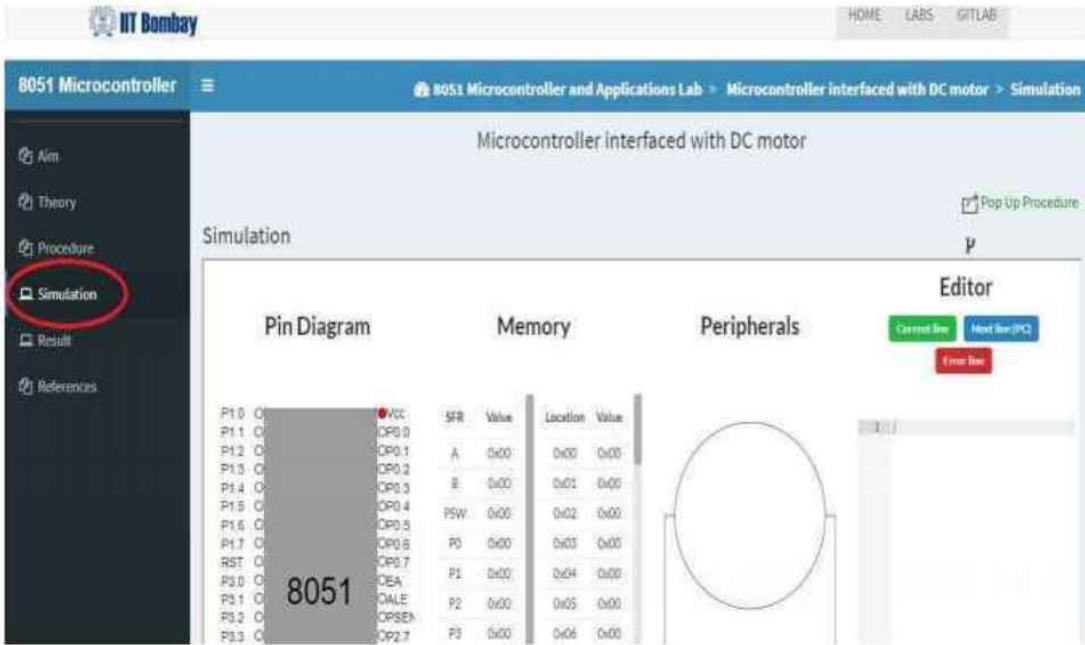 IIT Bombay
HOME LABS GITLAB
8051 Microcontroller
8051 Microcontroller and Applications Lab > Microcontroller interfaced with DC motor > Simulation
Aim
Theory
Procedure
Simulation
Result
References
Microcontroller interfaced with DC motor
Pop Up Procedure
Simulation
Pin Diagram
P1.0 Vcc
P1.1 P0.0
P1.2 P0.1
P1.3 P0.2
P1.4 P0.3
P1.5 P0.4
P1.6 P0.5
P1.7 P0.6
RST P0.7
P3.0 EA
P3.1 ALE
P3.2 PSEN
P3.3 P2.7
8051
Memory
SFR Value Location Value
A 0x00 0x00 0x00
B 0x00 0x01 0x00
PSW 0x00 0x02 0x00
P0 0x00 0x03 0x00
P1 0x00 0x04 0x00
P2 0x00 0x05 0x00
P3 0x00 0x06 0x00
Peripherals
Editor
Current line Next line (PC)
Error line
1